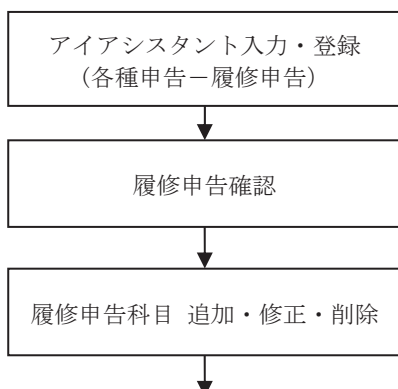 アイアシスタント入力・登録
（各種申告－履修申告）
履修申告確認
履修申告科目 追加・修正・削除